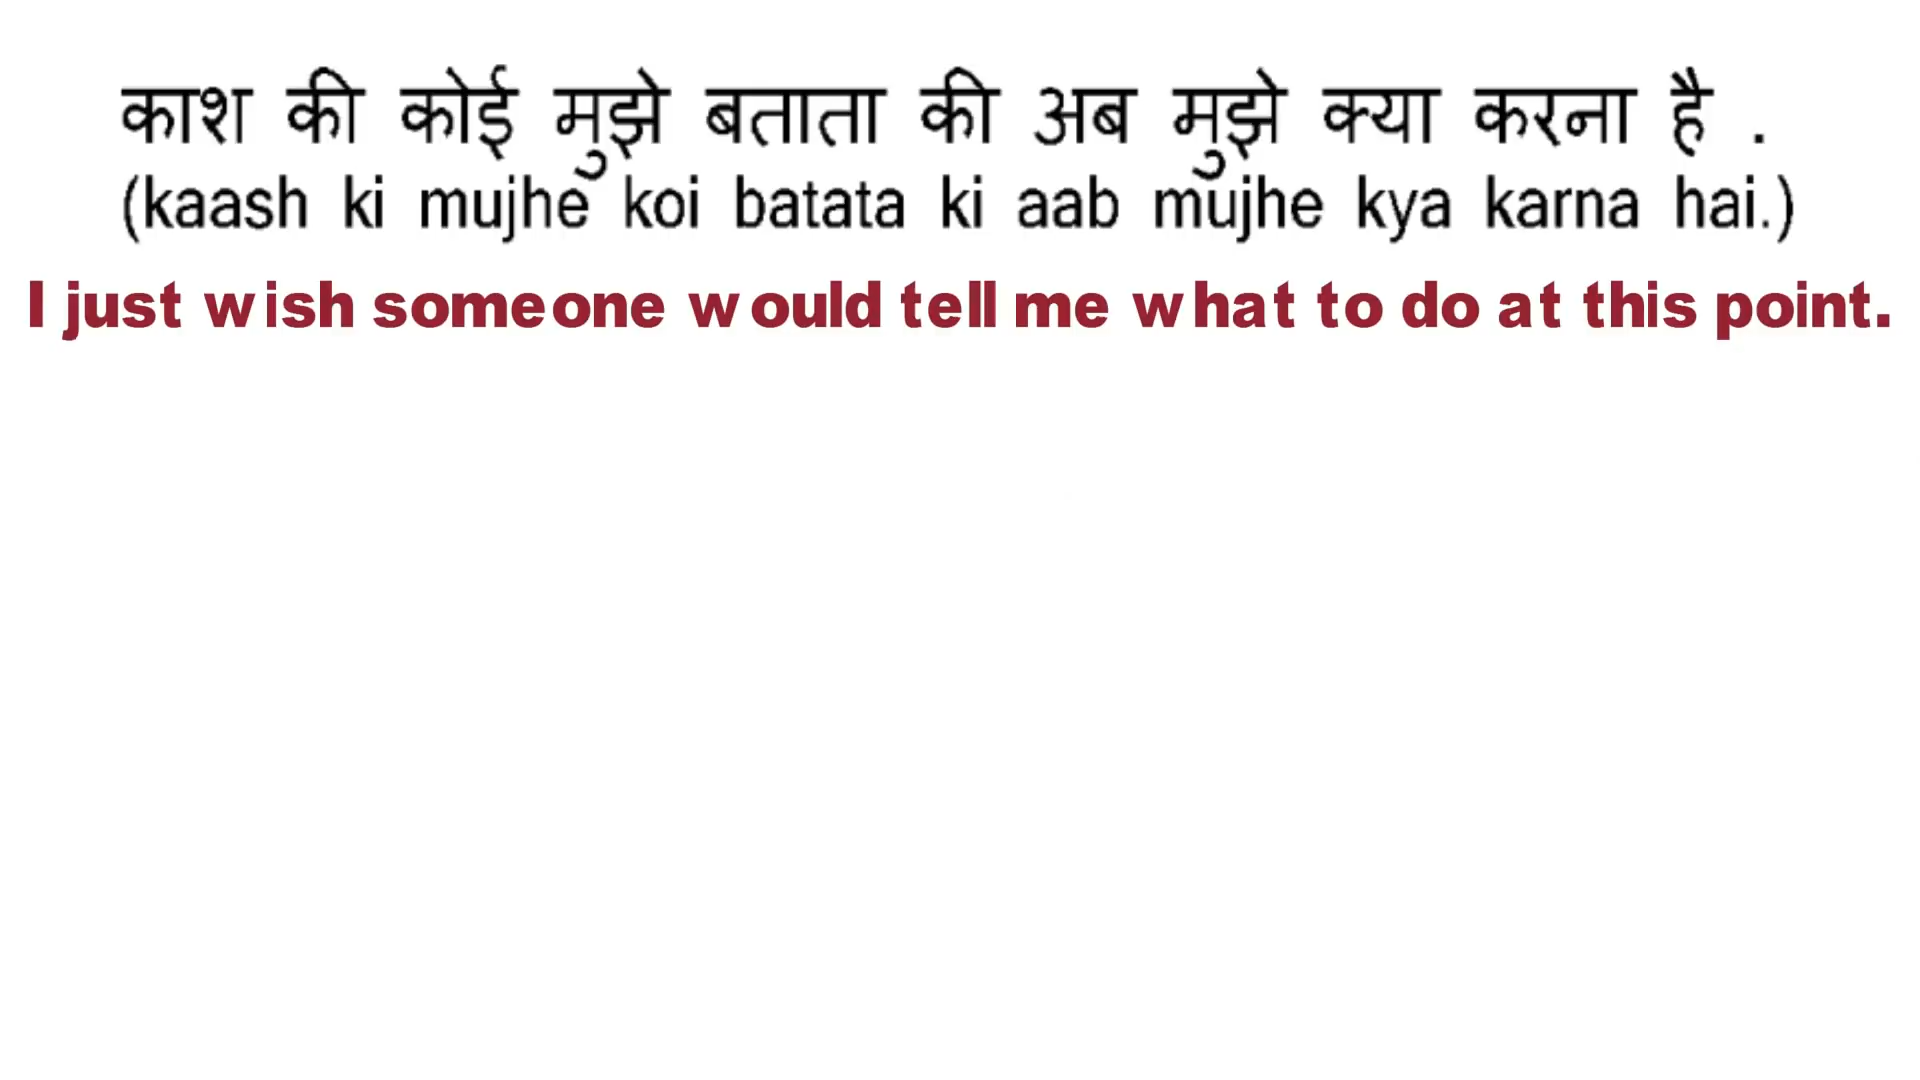 काश की कोई मुझे बताता की अब मुझे क्या करना है .
(kaash ki mujhe koi batata ki aab mujhe kya karna hai.)
I just wish someone would tell me what to do at this point.